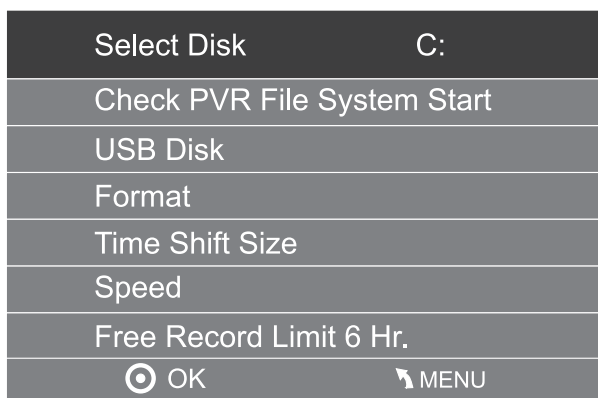 Select Disk C:
Check PVR File System Start
USB Disk
Format
Time Shift Size
Speed
Free Record Limit 6 Hr.
OK MENU